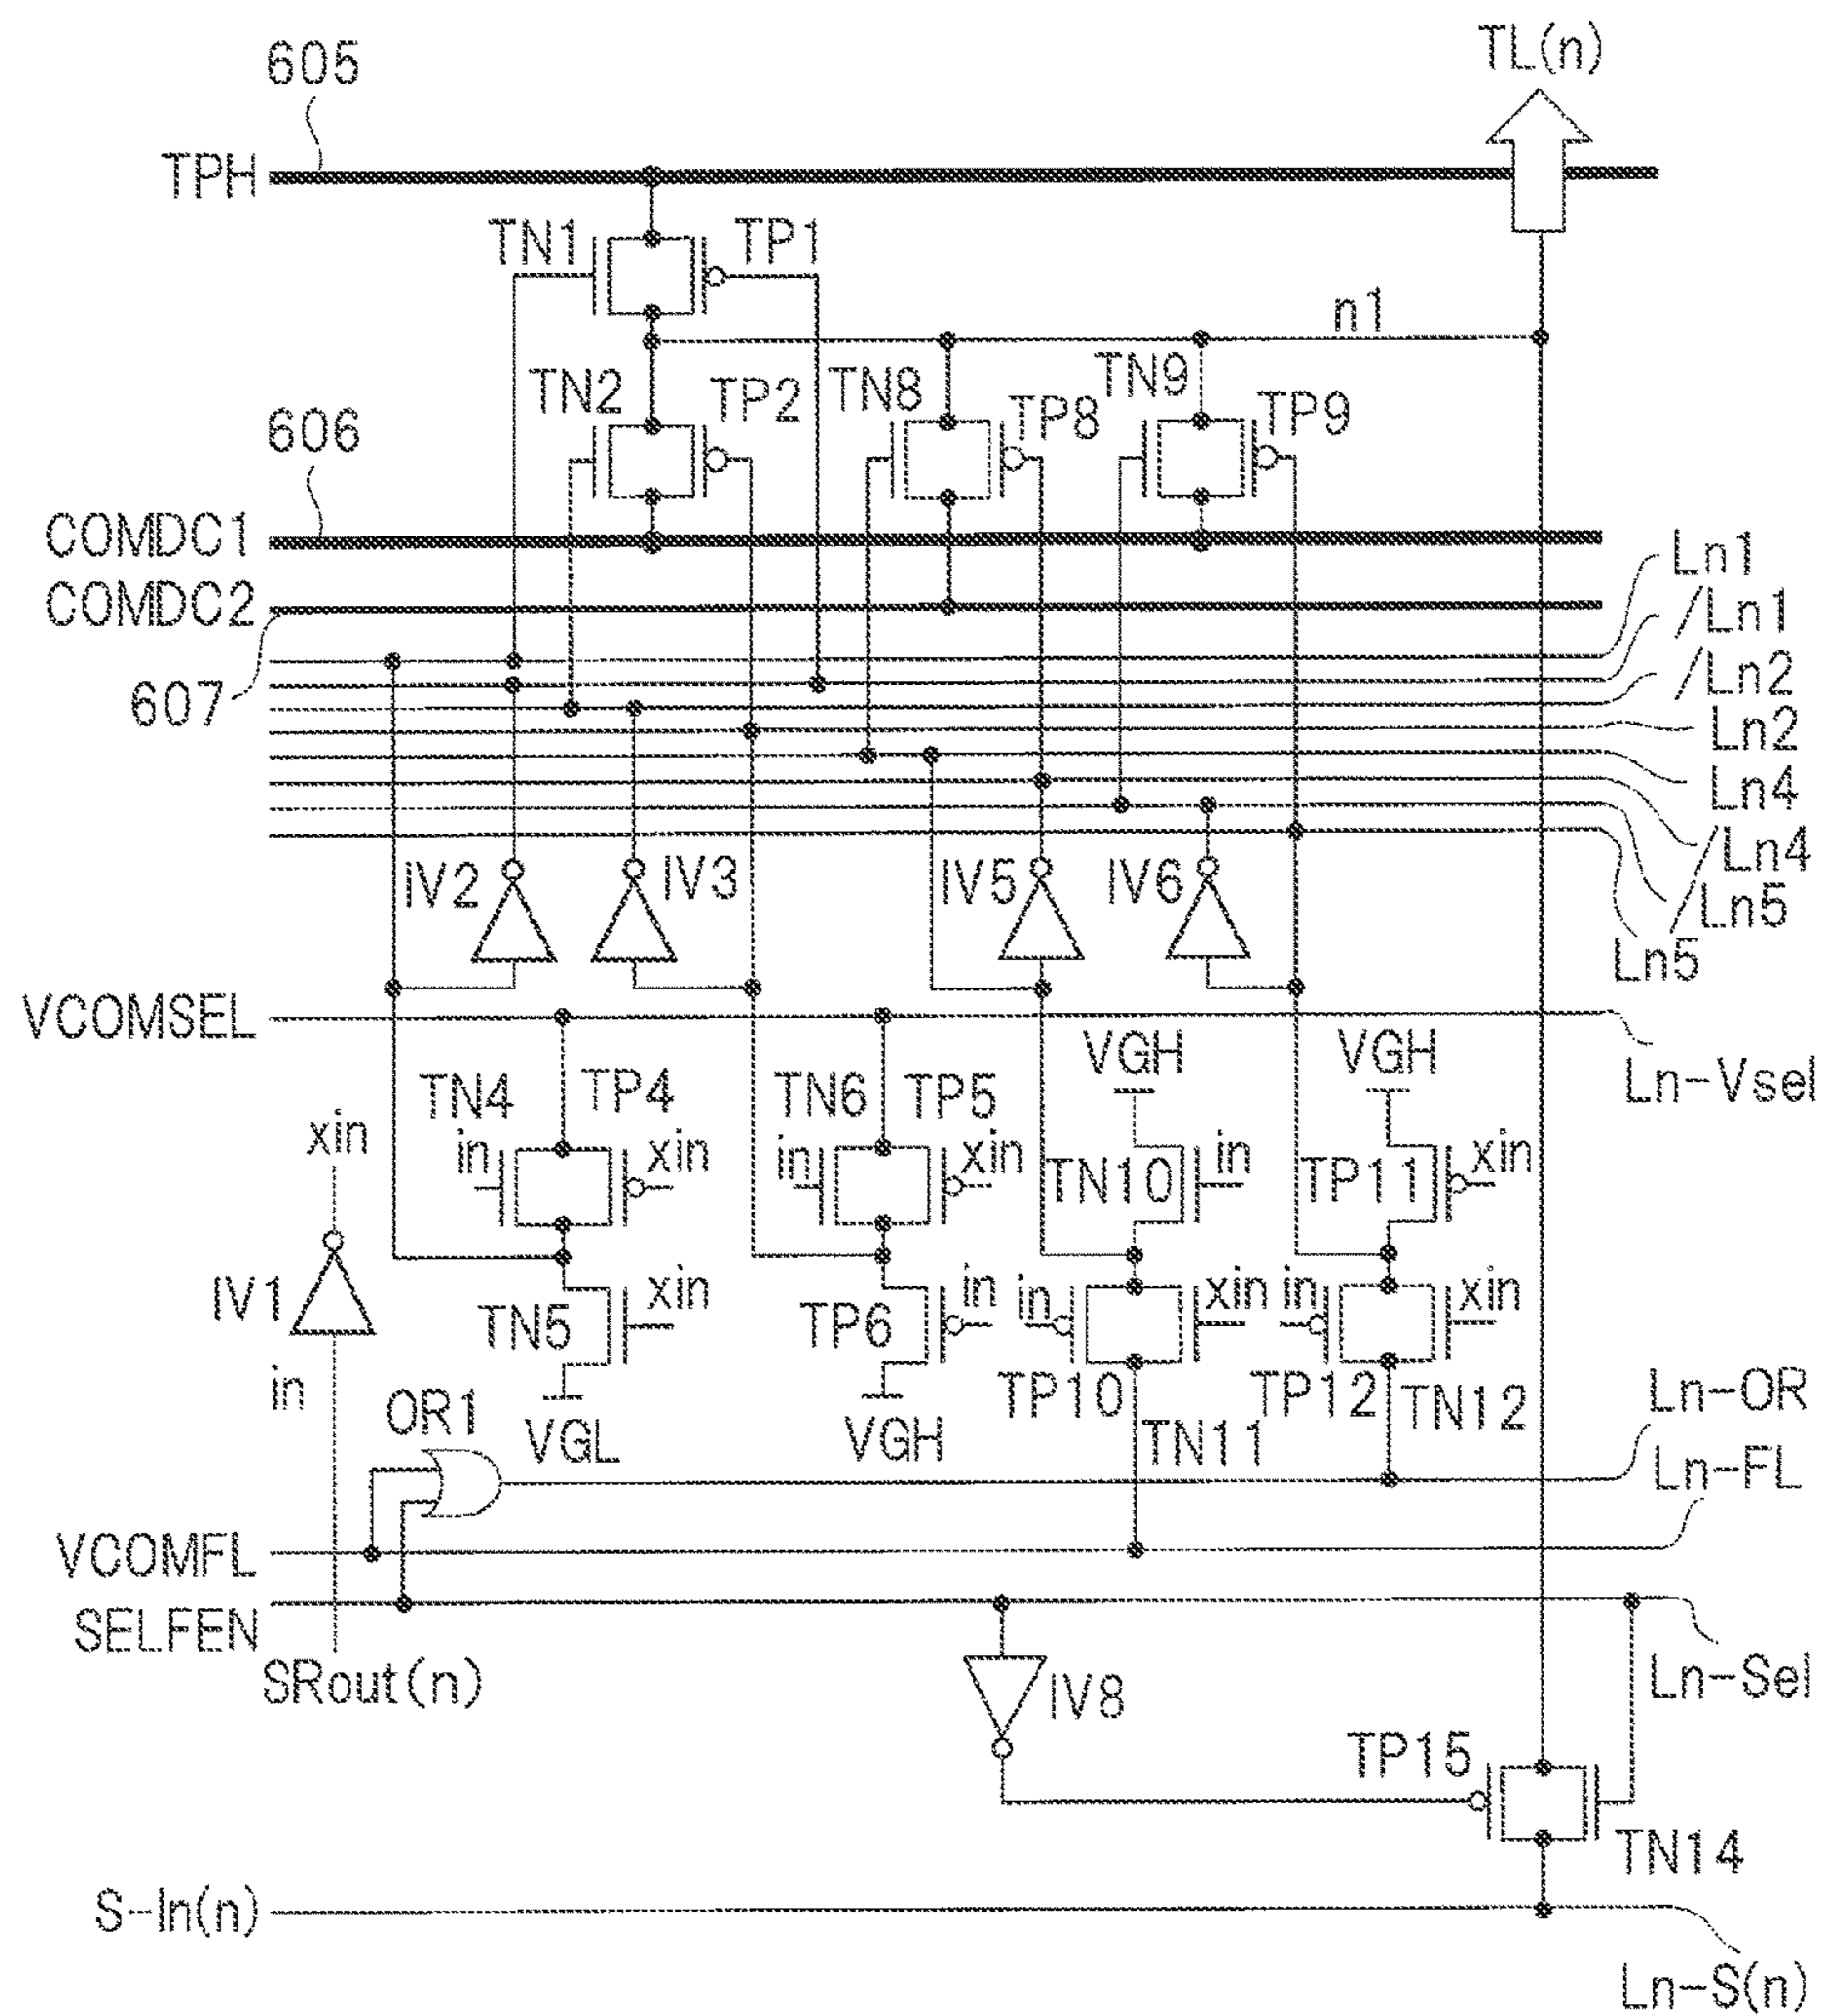 605
TL(n)
TPH
TN1
TP1
n1
TN2
TP2
TN8
TP8
TN9
TP9
606
COMDC1
COMDC2
607
Ln1
/Ln1
/Ln2
Ln2
Ln4
/Ln4
/Ln5
Ln5
IV2
IV3
IV5
IV6
VCOMSEL
Ln-Vsel
VGH
VGH
TN4
TP4
TN6
TP5
xin
in
xin
in
xin
TN10
in
TP11
xin
IV1
in
TN5
xin
TP6
in
in
xin
in
xin
VGL
VGH
TP10
TN11
TP12
TN12
OR1
Ln-OR
Ln-FL
VCOMFL
SELFEN
SRout(n)
IV8
Ln-Sel
TP15
TN14
S-In(n)
Ln-S(n)